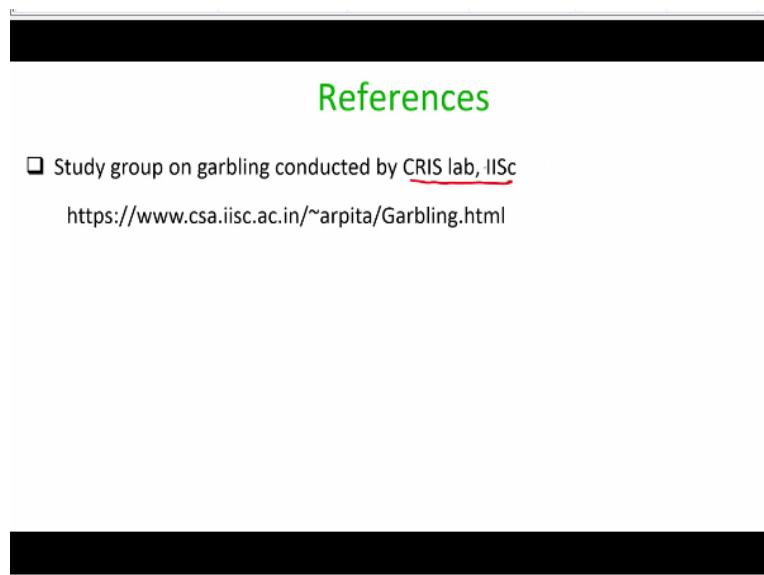 References
Study group on garbling conducted by CRIS lab, IISc
https://www.csa.iisc.ac.in/~arpita/Garbling.html